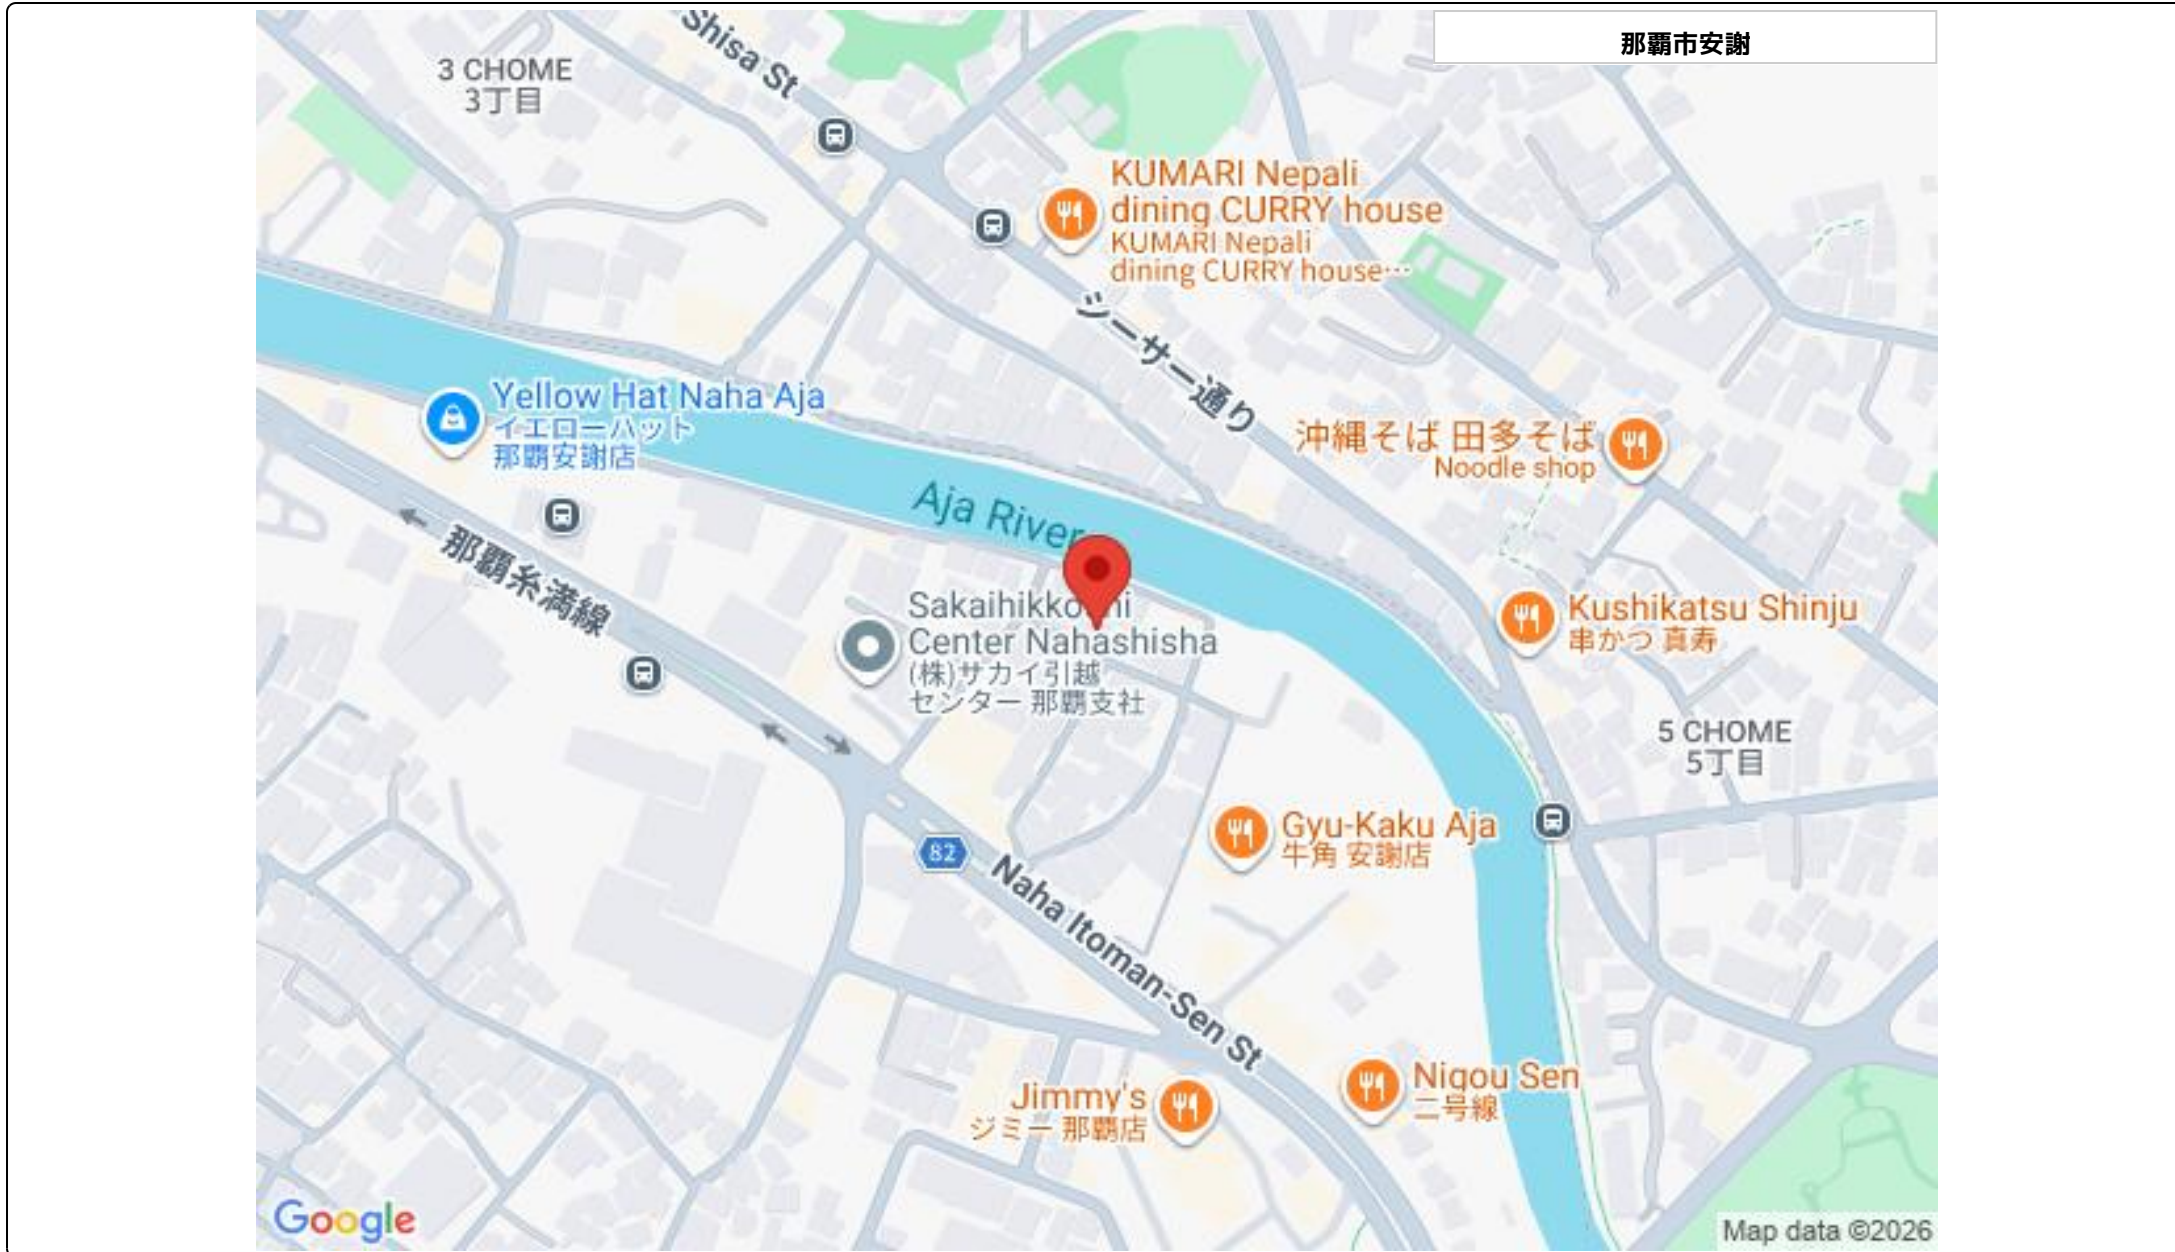 那覇市安謝
Shisa St
3 CHOME
3丁目
KUMARI Nepali
dining CURRY house
KUMARI Nepali
dining CURRY house…
シーサー通り
Yellow Hat Naha Aja
イエローハット
那覇安謝店
沖縄そば 田多そば
Noodle shop
Aja River
那覇糸満線
Center Nahashisha
(株)サカイ引越
センター 那覇支社
Kushikatsu Shinju
串かつ 真寿
5 CHOME
5丁目
82
Gyu-Kaku Aja
牛角 安謝店
Naha Itoman-Sen St
Jimmy's
ジミー 那覇店
Nigou Sen
二号線
Google
Map data ©2026